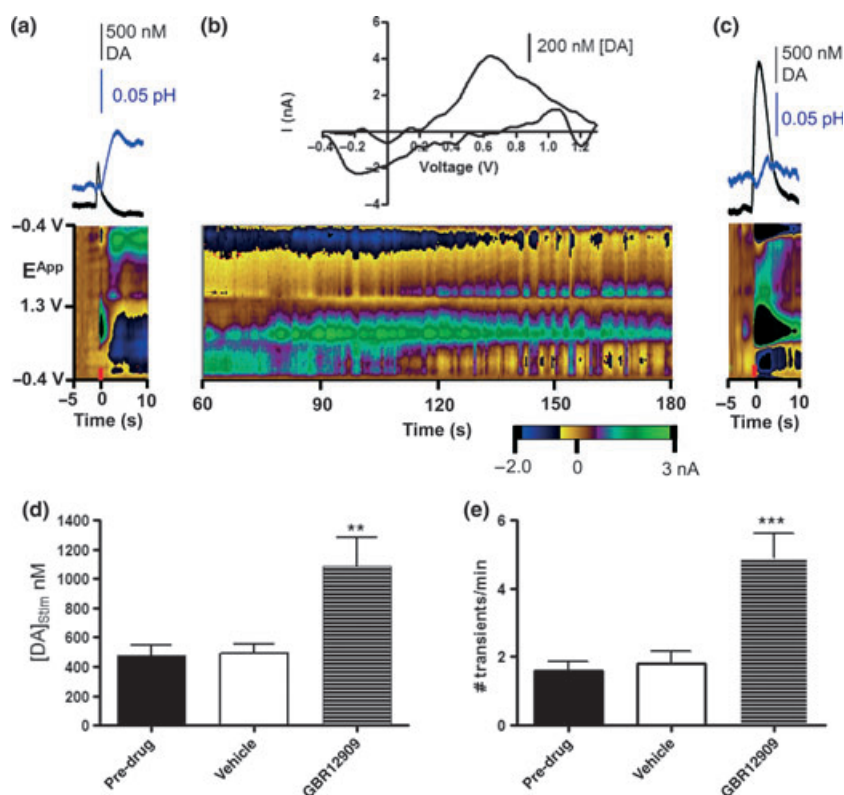 (a)
500 nM
DA
0.05 pH
(b)
200 nM [DA]
6
4
2
0
−2
−4
I (nA)
−0.4 −0.2 0.2 0.4 0.6 0.8 1.0 1.2
Voltage (V)
(c)
500 nM
DA
0.05 pH
−0.4 V
E^App
1.3 V
−0.4 V
−5 0 10
Time (s)
60 90 120 150 180
Time (s)
−5 0 10
Time (s)
−2.0 0 3 nA
(d)
1400
1200
1000
800
600
400
200
0
[DA]Stim nM
**
Pre-drug
Vehicle
GBR12909
(e)
6
4
2
0
# transients/min
***
Pre-drug
Vehicle
GBR12909